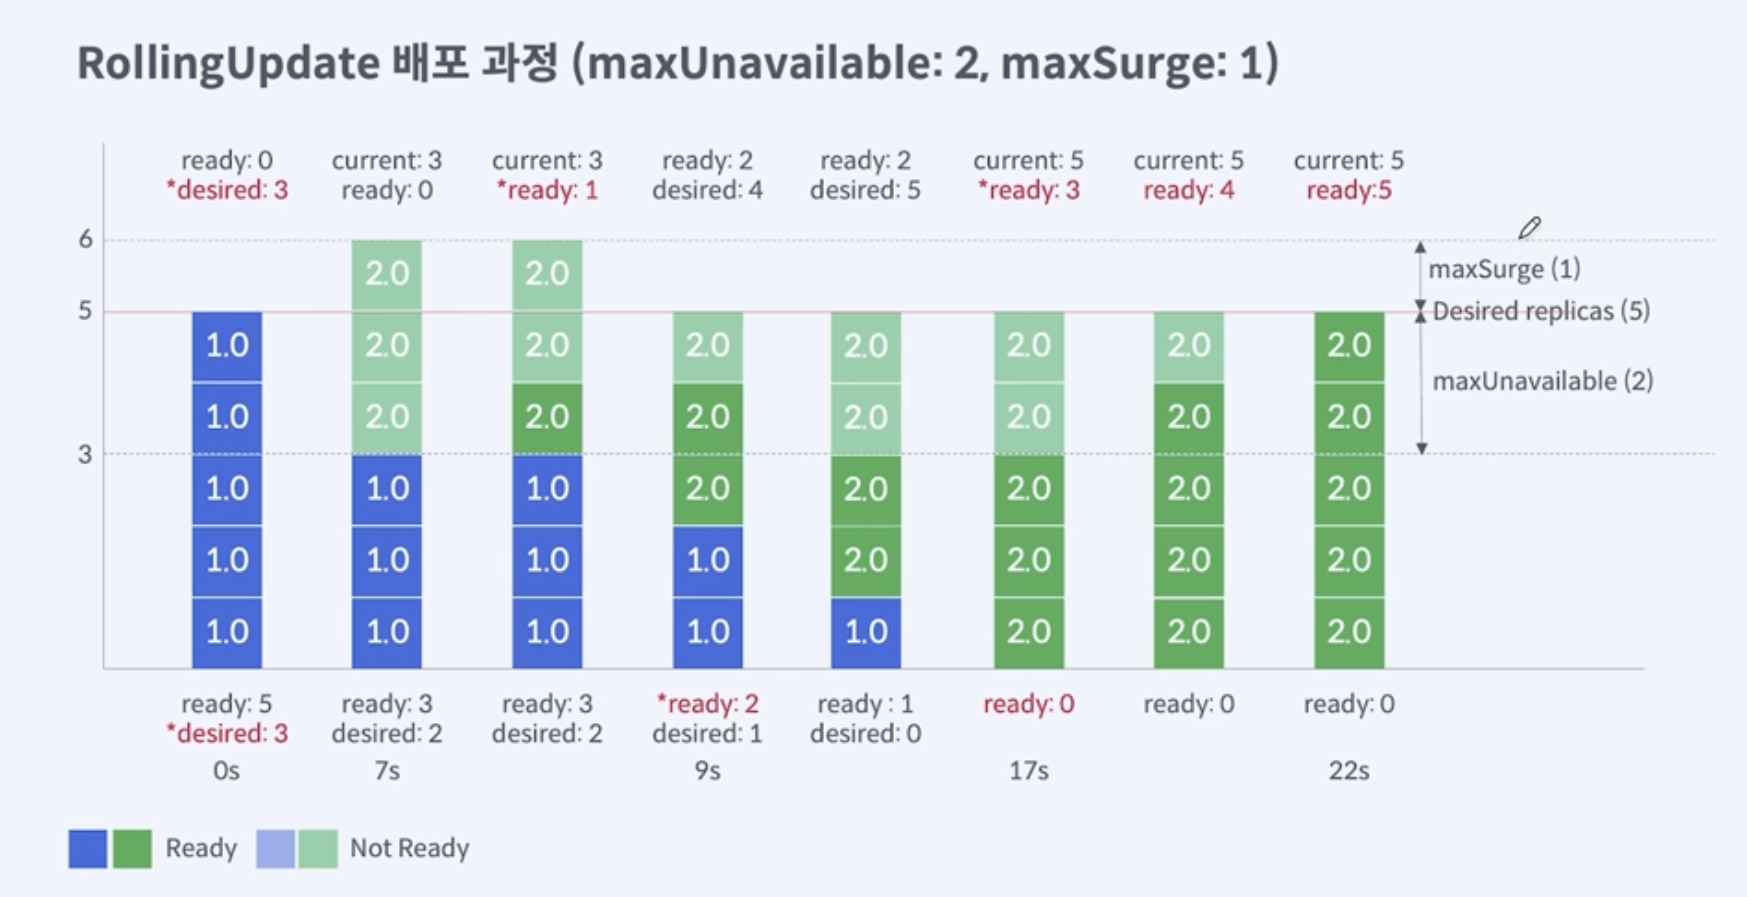 RollingUpdate 배포 과정 (maxUnavailable: 2, maxSurge: 1)
ready: 0 current: 3 current: 3 ready: 2 ready: 2 current: 5 current: 5 current: 5
*desired: 3 ready: 0 *ready: 1 desired: 4 desired: 5 *ready: 3 ready: 4 ready:5
6
2.0 2.0 maxSurge (1)
5 Desired replicas (5)
1.0 2.0 2.0 2.0 2.0 2.0 2.0 2.0
maxUnavailable (2)
1.0 2.0 2.0 2.0 2.0 2.0 2.0 2.0
3
1.0 1.0 1.0 2.0 2.0 2.0 2.0 2.0
1.0 1.0 1.0 1.0 2.0 2.0 2.0 2.0
1.0 1.0 1.0 1.0 1.0 2.0 2.0 2.0
ready: 5 ready: 3 ready: 3 *ready: 2 ready : 1 ready: 0 ready: 0 ready: 0
*desired: 3 desired: 2 desired: 2 desired: 1 desired: 0
0s 7s 9s 17s 22s
Ready Not Ready